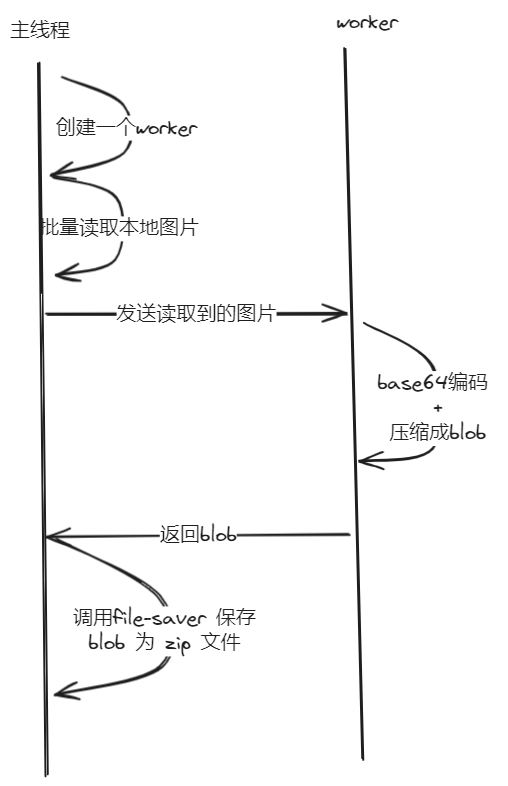 主线程
worker
创建一个worker
批量读取本地图片
发送读取到的图片
base64编码
+
压缩成blob
返回blob
调用file-saver 保存
blob 为 zip 文件